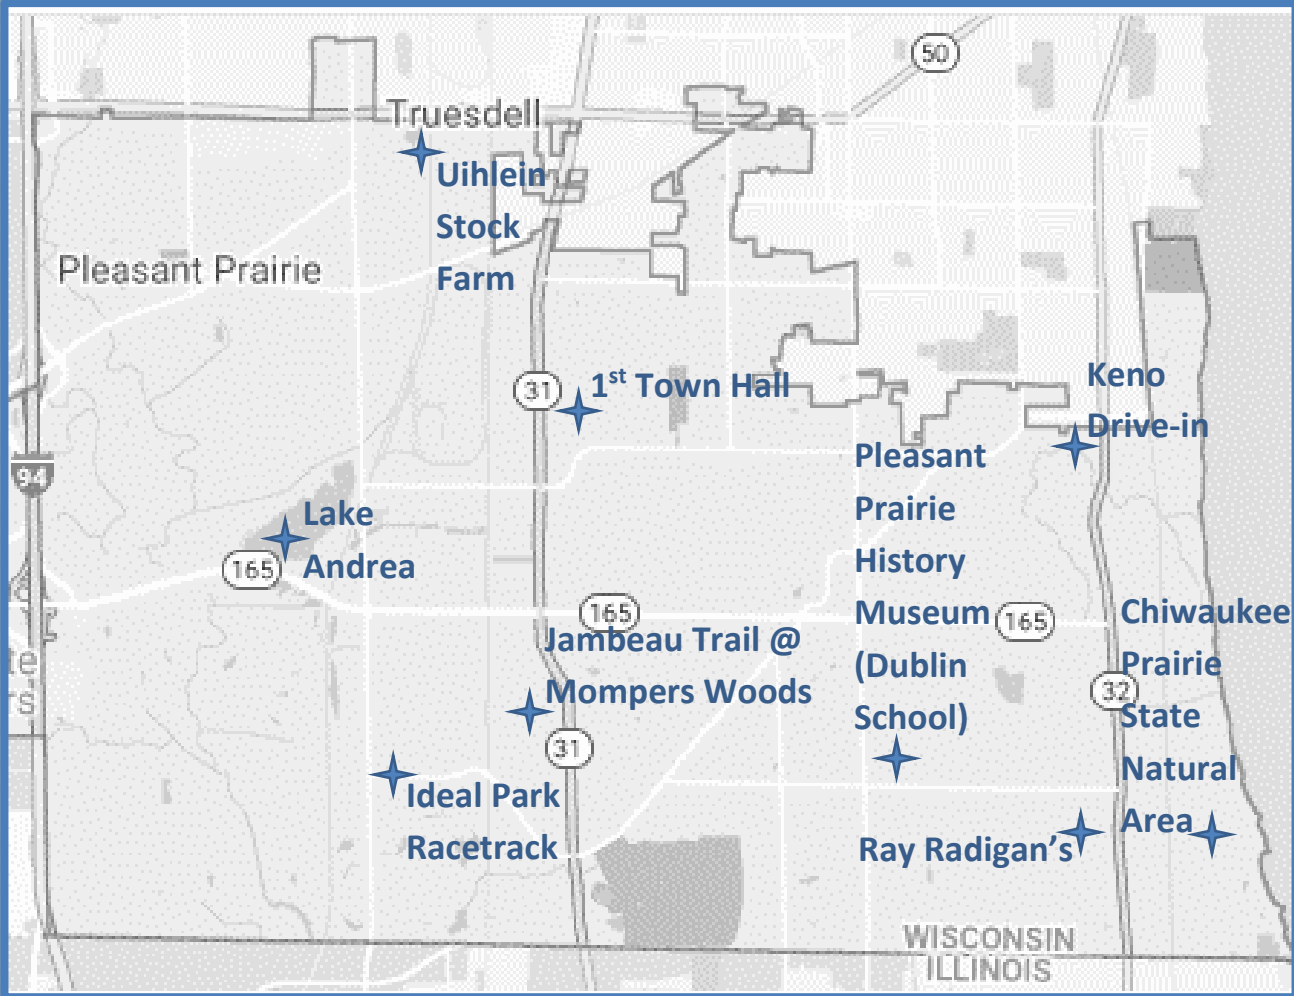 50
Truesdell
Uihlein
Stock
Farm
Pleasant Prairie
31
1st Town Hall
Keno
Drive-in
94
Lake
Andrea
165
Pleasant
Prairie
History
Museum
(Dublin
School)
165
165
Jambeau Trail @
Mompers Woods
Chiwaukee
Prairie
State
Natural
Area
32
31
Ideal Park
Racetrack
Ray Radigan's
WISCONSIN
ILLINOIS